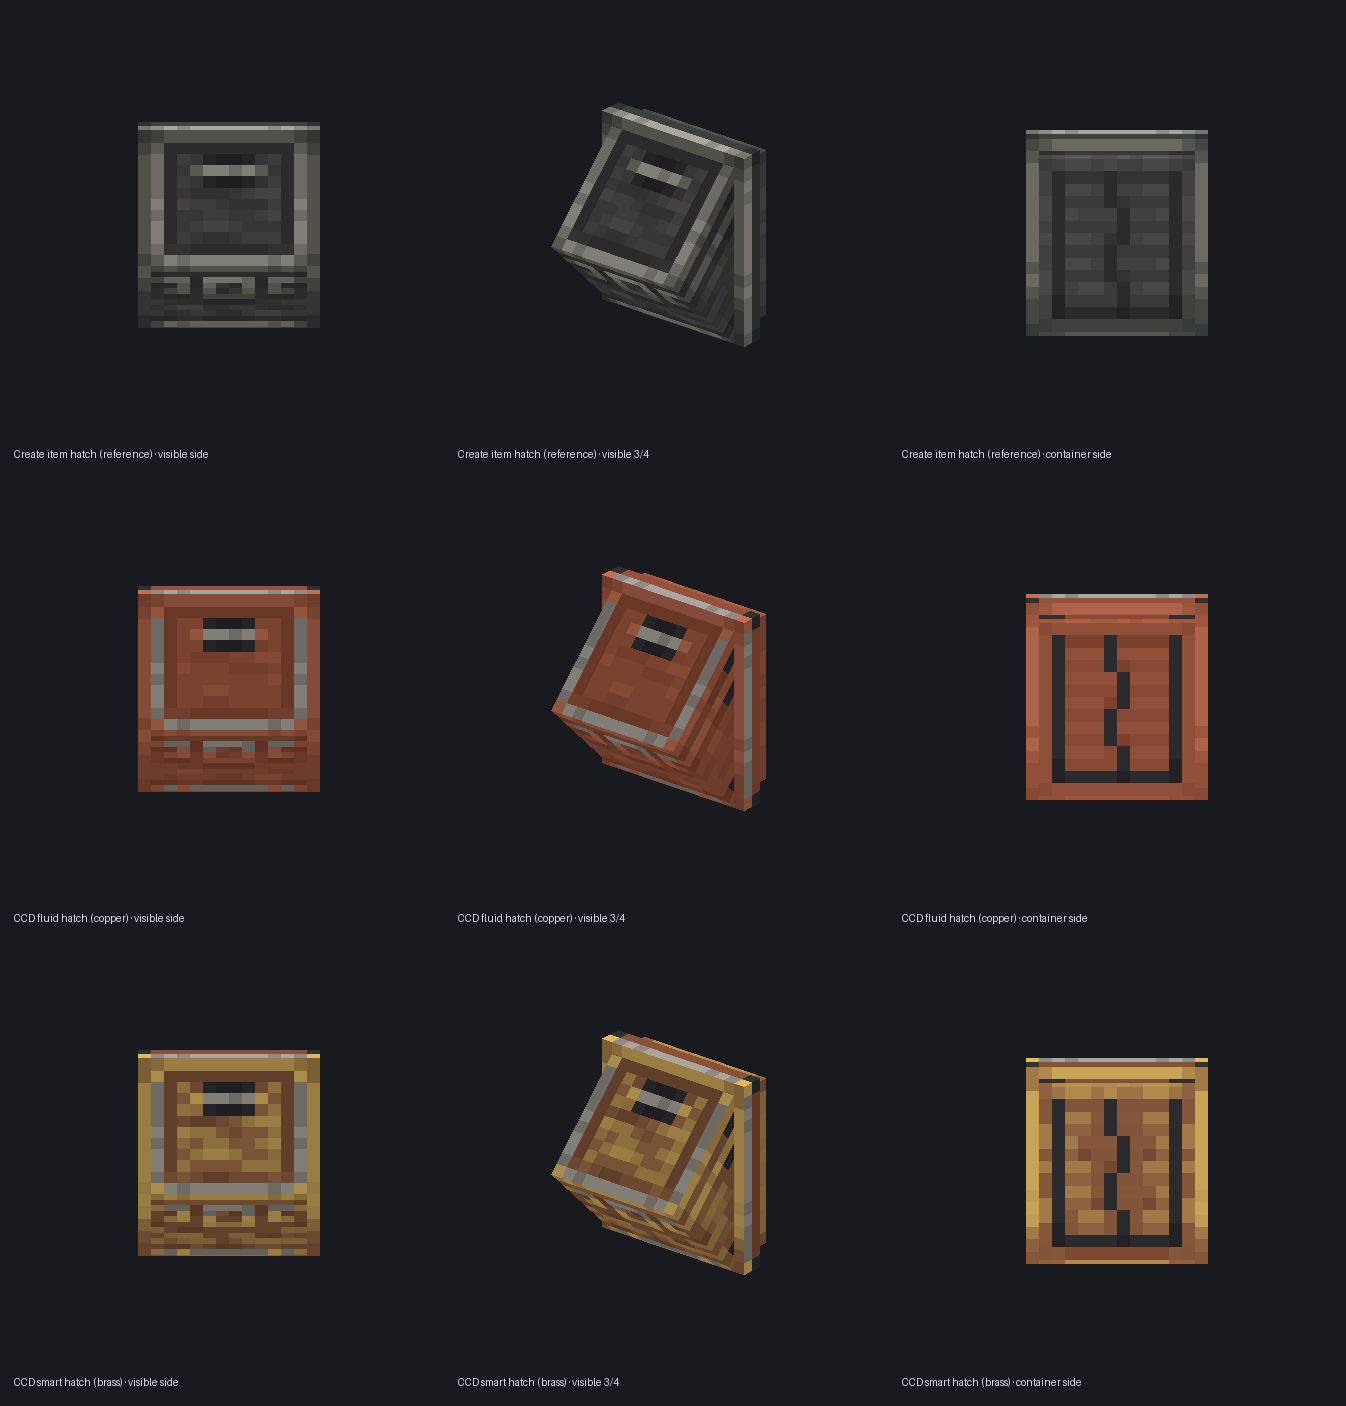 Create item hatch (reference) · visible side
Create item hatch (reference) · visible 3/4
Create item hatch (reference) · container side
CCD fluid hatch (copper) · visible side
CCD fluid hatch (copper) · visible 3/4
CCD fluid hatch (copper) · container side
CCD smart hatch (brass) · visible side
CCD smart hatch (brass) · visible 3/4
CCD smart hatch (brass) · container side